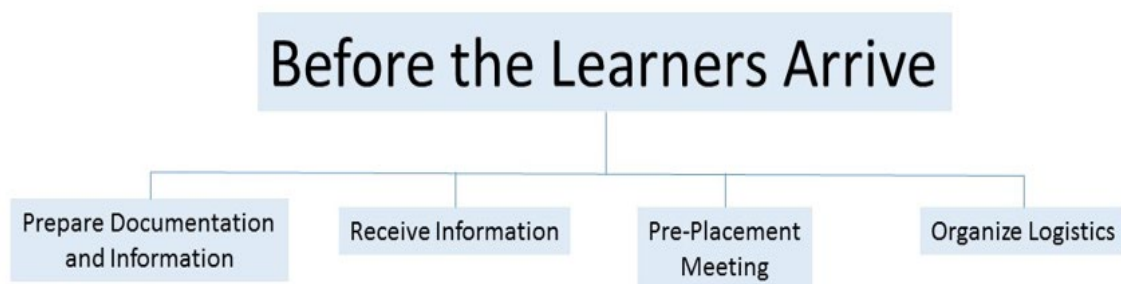 Before the Learners Arrive
Prepare Documentation
and Information
Receive Information
Pre-Placement
Meeting
Organize Logistics